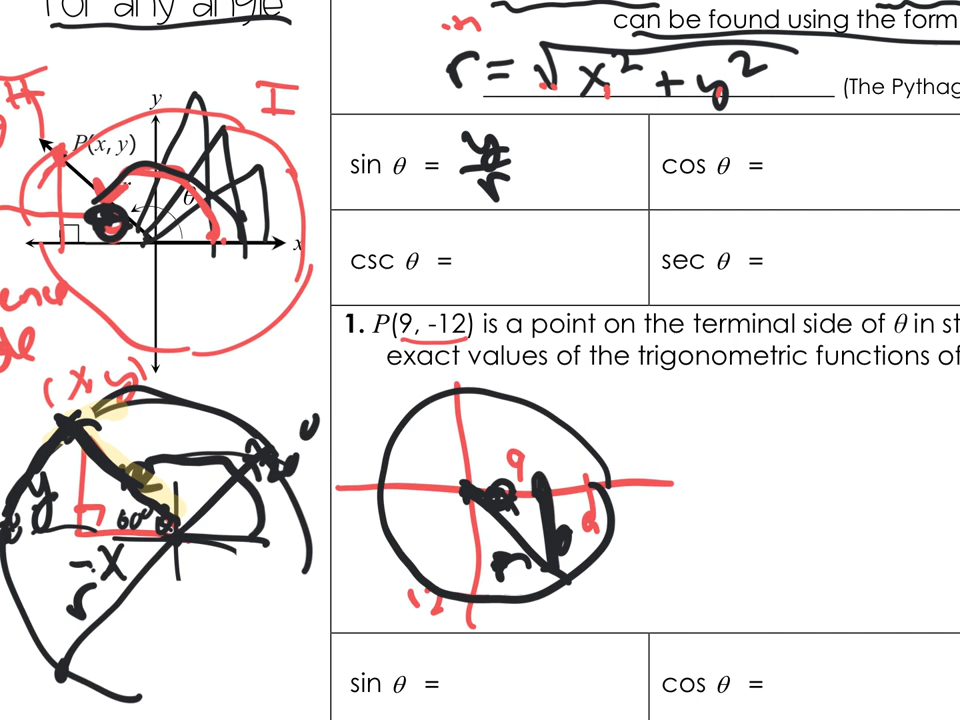 For any angle
can be found using the form
r = √x² + y²
(The Pythag
II
I
y
P(x, y)
θ
x
sin θ = y/r
cos θ =
csc θ =
sec θ =
1. P(9, -12) is a point on the terminal side of θ in st
exact values of the trigonometric functions of
(x, y)
y
60°
-x
r
9
r
12
sin θ =
cos θ =